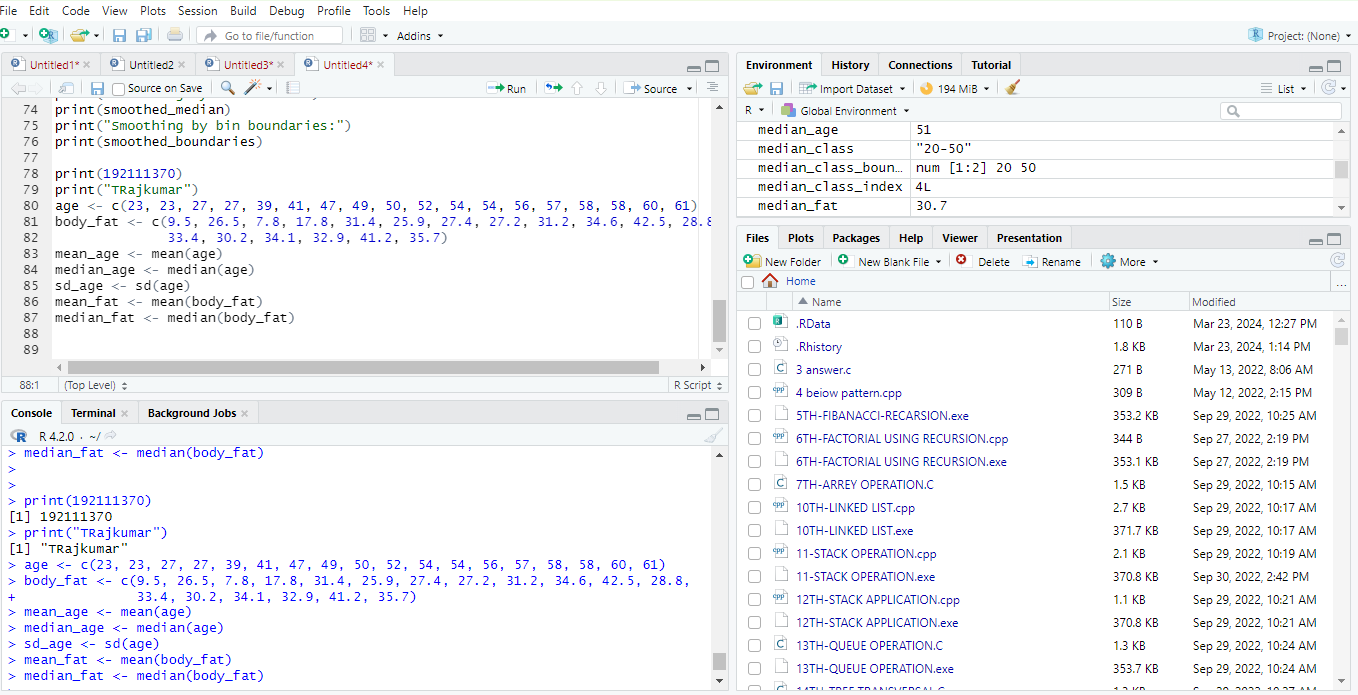 File Edit Code View Plots Session Build Debug Profile Tools Help
Go to file/function Addins Project: (None)
Untitled1* Untitled2 Untitled3* Untitled4*
Source on Save Run Source
74 print(smoothed_median)
75 print("Smoothing by bin boundaries:")
76 print(smoothed_boundaries)
77
78 print(192111370)
79 print("TRajkumar")
80 age <- c(23, 23, 27, 27, 39, 41, 47, 49, 50, 52, 54, 54, 56, 57, 58, 58, 60, 61)
81 body_fat <- c(9.5, 26.5, 7.8, 17.8, 31.4, 25.9, 27.4, 27.2, 31.2, 34.6, 42.5, 28.8
82 33.4, 30.2, 34.1, 32.9, 41.2, 35.7)
83 mean_age <- mean(age)
84 median_age <- median(age)
85 sd_age <- sd(age)
86 mean_fat <- mean(body_fat)
87 median_fat <- median(body_fat)
88
89
88:1 (Top Level) R Script
Console Terminal Background Jobs
R 4.2.0 · ~/
> median_fat <- median(body_fat)
>
>
> print(192111370)
[1] 192111370
> print("TRajkumar")
[1] "TRajkumar"
> age <- c(23, 23, 27, 27, 39, 41, 47, 49, 50, 52, 54, 54, 56, 57, 58, 58, 60, 61)
> body_fat <- c(9.5, 26.5, 7.8, 17.8, 31.4, 25.9, 27.4, 27.2, 31.2, 34.6, 42.5, 28.8,
+ 33.4, 30.2, 34.1, 32.9, 41.2, 35.7)
> mean_age <- mean(age)
> median_age <- median(age)
> sd_age <- sd(age)
> mean_fat <- mean(body_fat)
> median_fat <- median(body_fat)
Environment History Connections Tutorial
Import Dataset 194 MiB List
R Global Environment
median_age 51
median_class "20-50"
median_class_boun… num [1:2] 20 50
median_class_index 4L
median_fat 30.7
Files Plots Packages Help Viewer Presentation
New Folder New Blank File Delete Rename More
Home ...
Name Size Modified
.RData 110 B Mar 23, 2024, 12:27 PM
.Rhistory 1.8 KB Mar 23, 2024, 1:14 PM
3 answer.c 271 B May 13, 2022, 8:06 AM
4 beiow pattern.cpp 309 B May 12, 2022, 2:15 PM
5TH-FIBANACCI-RECARSION.exe 353.2 KB Sep 29, 2022, 10:25 AM
6TH-FACTORIAL USING RECURSION.cpp 344 B Sep 27, 2022, 2:19 PM
6TH-FACTORIAL USING RECURSION.exe 353.1 KB Sep 27, 2022, 2:19 PM
7TH-ARREY OPERATION.C 1.5 KB Sep 29, 2022, 10:15 AM
10TH-LINKED LIST.cpp 2.7 KB Sep 29, 2022, 10:17 AM
10TH-LINKED LIST.exe 371.7 KB Sep 29, 2022, 10:17 AM
11-STACK OPERATION.cpp 2.1 KB Sep 29, 2022, 10:19 AM
11-STACK OPERATION.exe 370.8 KB Sep 30, 2022, 2:42 PM
12TH-STACK APPLICATION.cpp 1.1 KB Sep 29, 2022, 10:21 AM
12TH-STACK APPLICATION.exe 370.8 KB Sep 29, 2022, 10:21 AM
13TH-QUEUE OPERATION.C 1.3 KB Sep 29, 2022, 10:24 AM
13TH-QUEUE OPERATION.exe 353.7 KB Sep 29, 2022, 10:24 AM